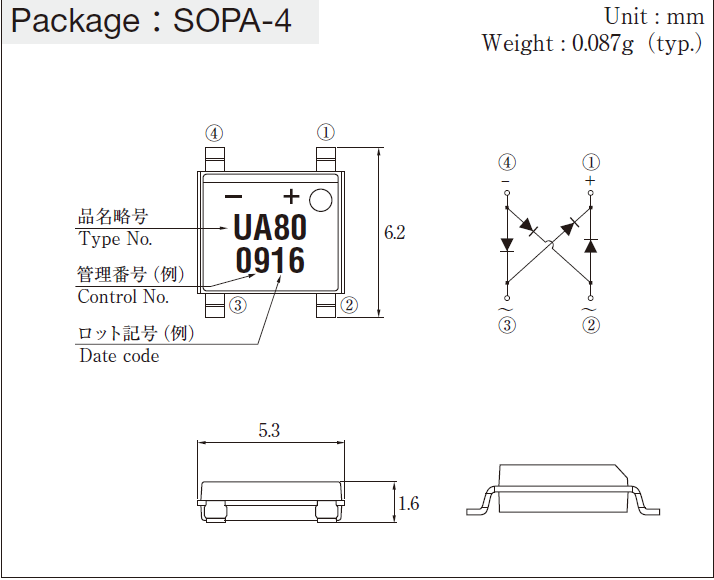 Package：SOPA-4
Unit : mm
Weight : 0.087g（typ.）
④ ①
− +
UA80
0916
品名略号
Type No.
管理番号（例）
Control No.
ロット記号（例）
Date code
③ ②
6.2
④ ①
- +
~ ~
③ ②
5.3
1.6